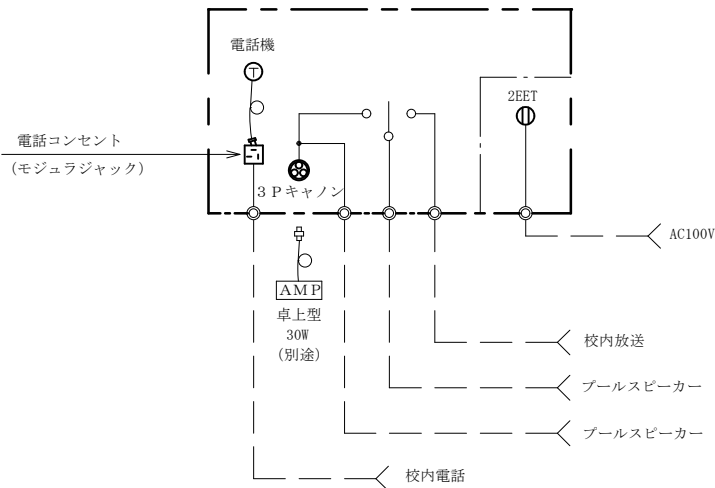 電話機
T
2EET
電話コンセント
(モジュラジャック)
3Pキャノン
AC100V
AMP
卓上型
30W
(別途)
校内放送
プールスピーカー
プールスピーカー
校内電話